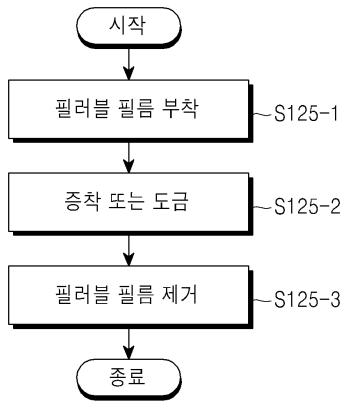 시작
필러블 필름 부착
S125-1
증착 또는 도금
S125-2
필러블 필름 제거
S125-3
종료